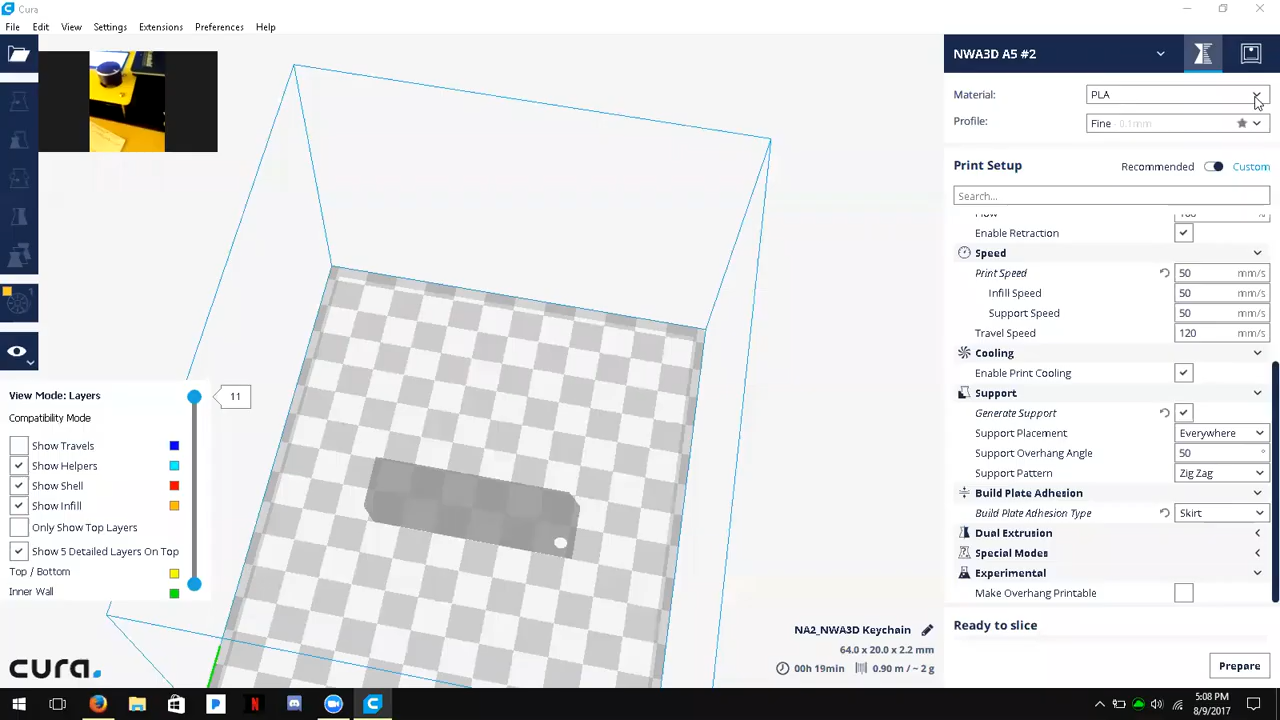 Cura
File Edit View Settings Extensions Preferences Help
NWA3D A5 #2
Material: PLA
Profile: Fine - 0.1mm
Print Setup Recommended Custom
Search...
Enable Retraction
Speed
Print Speed 50 mm/s
Infill Speed 50 mm/s
Support Speed 50 mm/s
Travel Speed 120 mm/s
Cooling
Enable Print Cooling
Support
Generate Support
Support Placement Everywhere
Support Overhang Angle 50 °
Support Pattern Zig Zag
Build Plate Adhesion
Build Plate Adhesion Type Skirt
Dual Extrusion
Special Modes
Experimental
Make Overhang Printable
Ready to slice
Prepare
View Mode: Layers
11
Compatibility Mode
Show Travels
Show Helpers
Show Shell
Show Infill
Only Show Top Layers
Show 5 Detailed Layers On Top
Top / Bottom
Inner Wall
NA2_NWA3D Keychain
64.0 x 20.0 x 2.2 mm
00h 19min 0.90 m / ~ 2 g
cura.
5:08 PM
8/9/2017